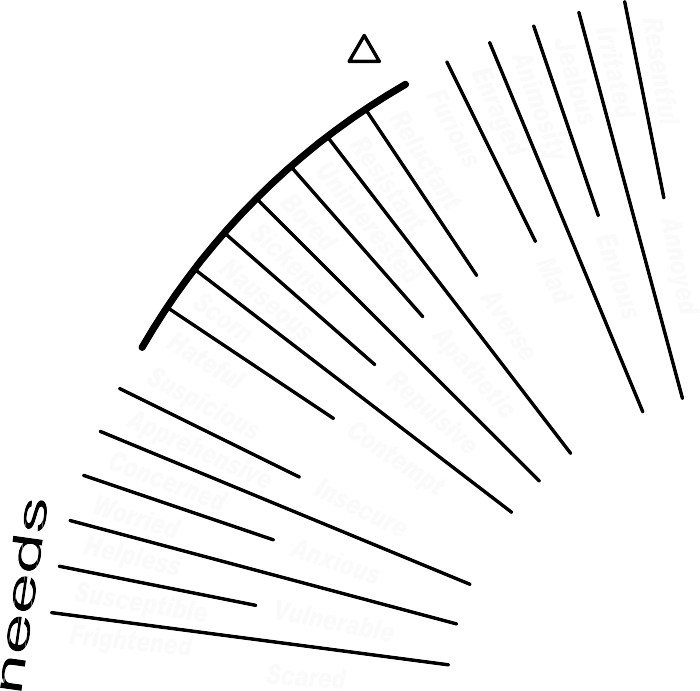 Resentful
Irritated
Jealous
Animosity
Enraged
Furious
Annoyed
Envious
Mad
Reluctant
Resistant
Uninterested
Bored
Sickened
Nauseous
Scorn
Hateful
Averse
Apathetic
Repulsive
Contempt
Suspicious
Apprehensive
Concerned
Worried
Helpless
Susceptible
Frightened
Insecure
Anxious
Vulnerable
Scared
needs